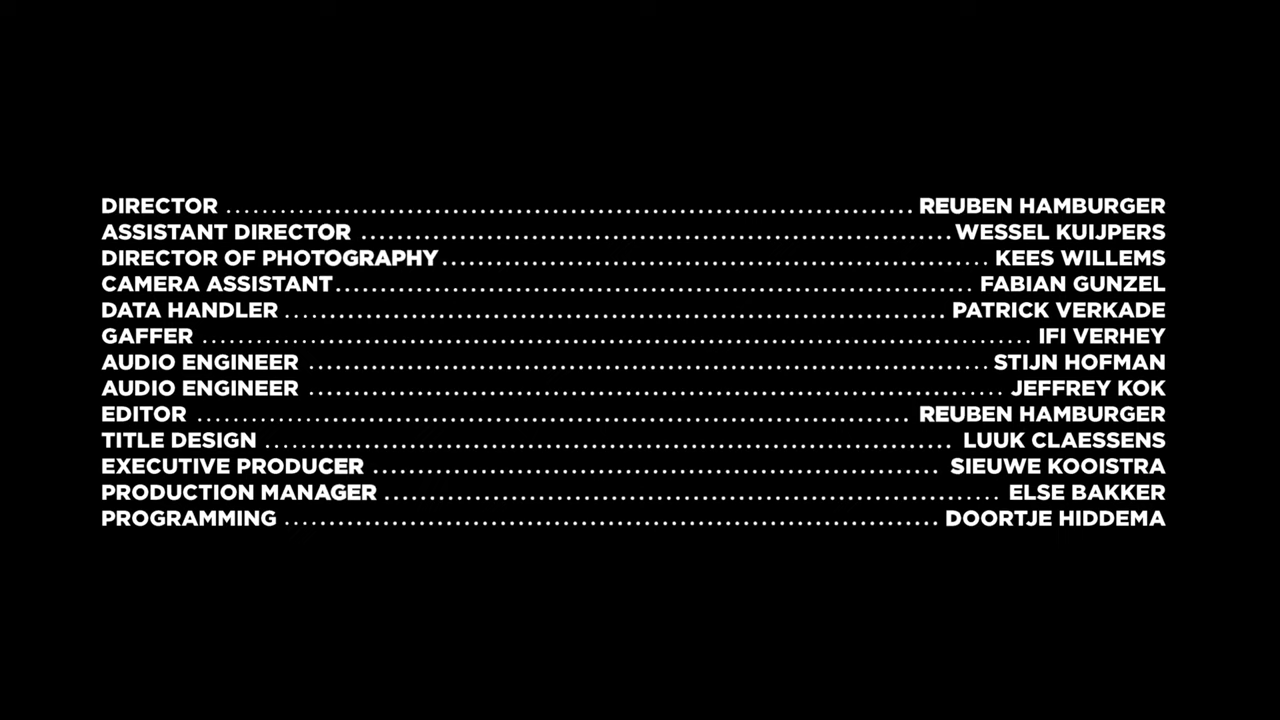 DIRECTOR ........................ REUBEN HAMBURGER
ASSISTANT DIRECTOR ........................ WESSEL KUIJPERS
DIRECTOR OF PHOTOGRAPHY ........................ KEES WILLEMS
CAMERA ASSISTANT ........................ FABIAN GUNZEL
DATA HANDLER ........................ PATRICK VERKADE
GAFFER ........................ IFI VERHEY
AUDIO ENGINEER ........................ STIJN HOFMAN
AUDIO ENGINEER ........................ JEFFREY KOK
EDITOR ........................ REUBEN HAMBURGER
TITLE DESIGN ........................ LUUK CLAESSENS
EXECUTIVE PRODUCER ........................ SIEUWE KOOISTRA
PRODUCTION MANAGER ........................ ELSE BAKKER
PROGRAMMING ........................ DOORTJE HIDDEMA